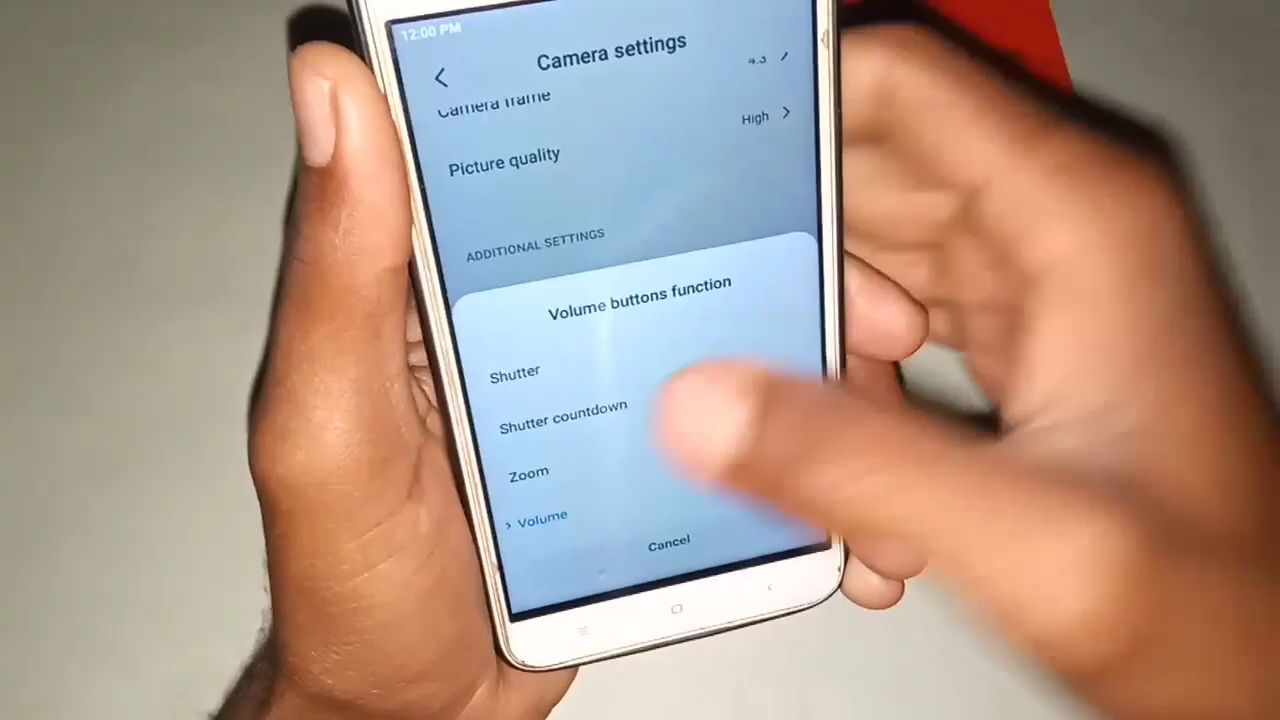 12:00 PM
Camera settings
Camera frame
4:3
Picture quality
High
ADDITIONAL SETTINGS
Volume buttons function
Shutter
Shutter countdown
Zoom
Volume
Cancel